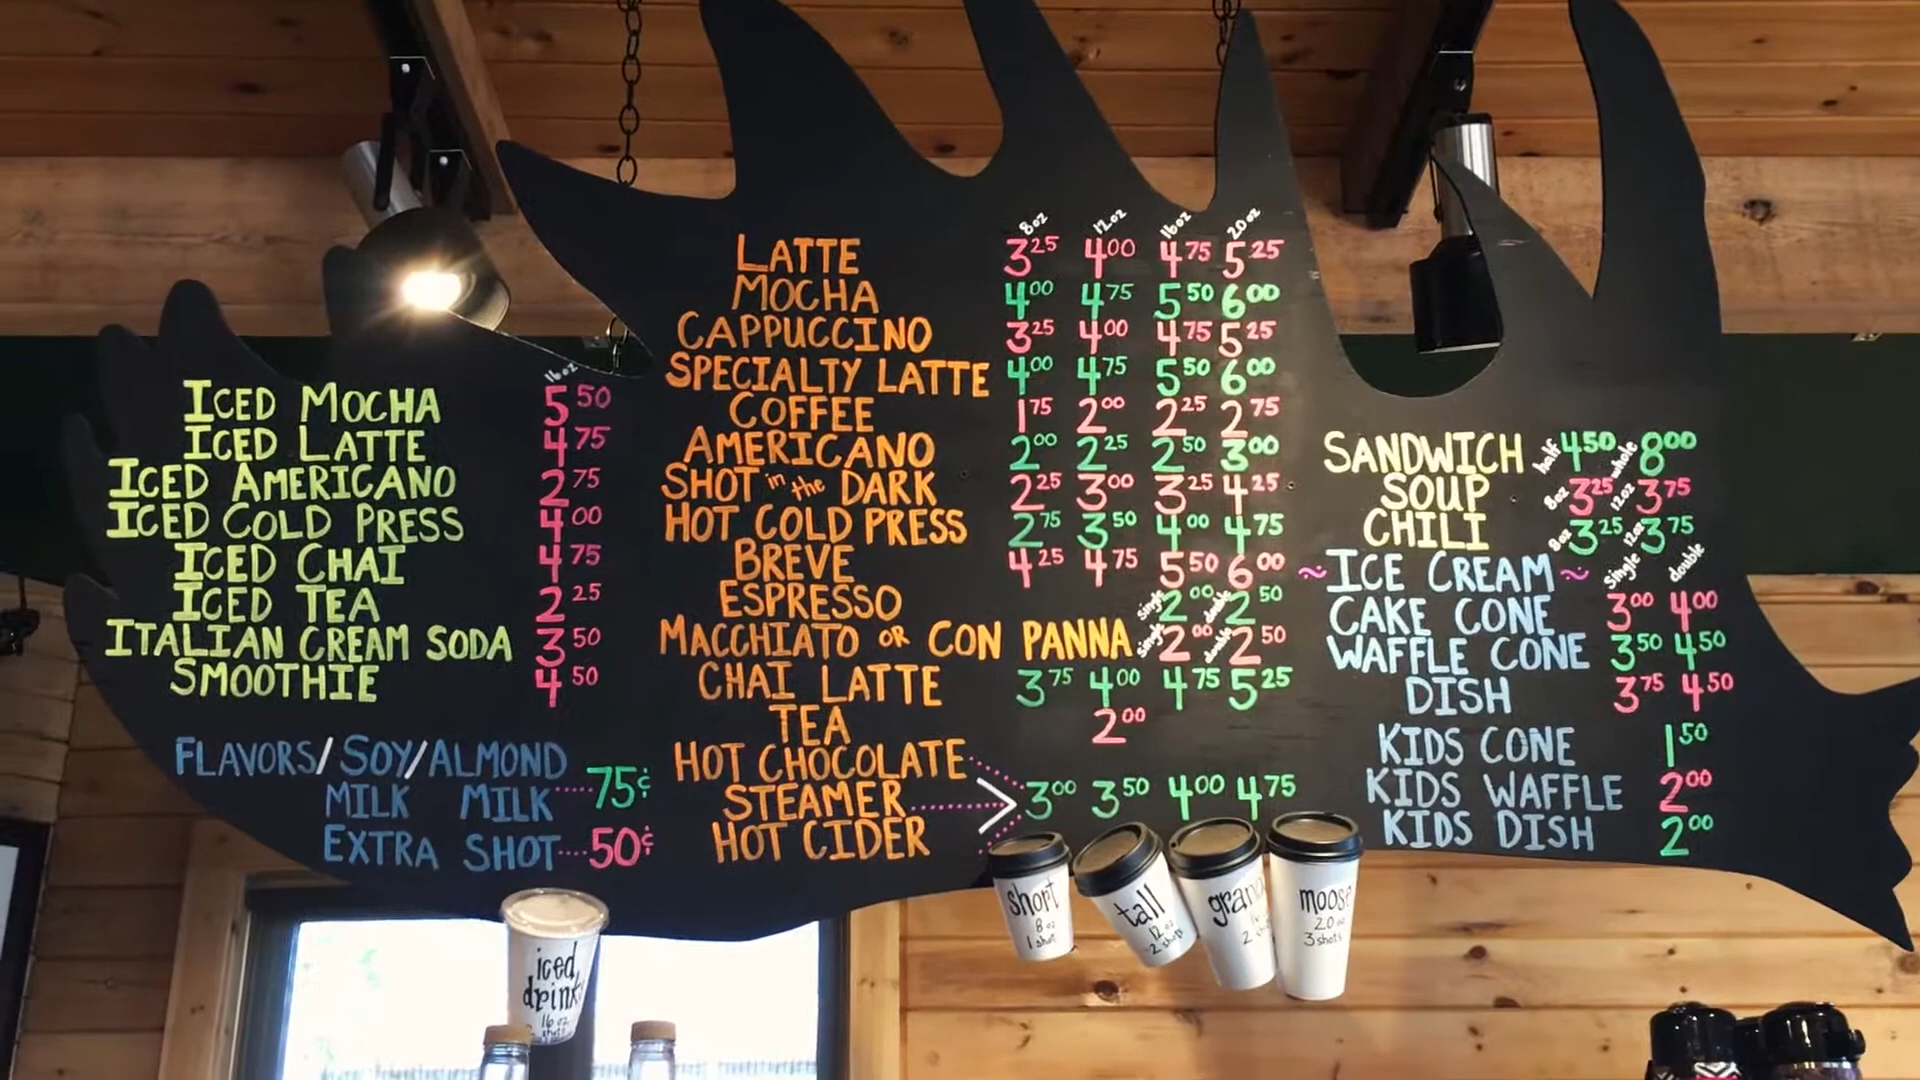 16oz
ICED MOCHA 5 50
ICED LATTE 4 75
ICED AMERICANO 2 75
ICED COLD PRESS 4 00
ICED CHAI 4 75
ICED TEA 2 25
ITALIAN CREAM SODA 3 50
SMOOTHIE 4 50
FLAVORS/SOY/ALMOND
MILK MILK 75¢
EXTRA SHOT 50¢
8oz 12oz 16oz 20oz
LATTE 3 25 4 00 4 75 5 25
MOCHA 4 00 4 75 5 50 6 00
CAPPUCCINO 3 25 4 00 4 75 5 25
SPECIALTY LATTE 4 00 4 75 5 50 6 00
COFFEE 1 75 2 00 2 25 2 75
AMERICANO 2 00 2 25 2 50 3 00
SHOT in the DARK 2 25 3 00 3 25 4 25
HOT COLD PRESS 2 75 3 50 4 00 4 75
BREVE 4 25 4 75 5 50 6 00
ESPRESSO single 2 00 double 2 50
MACCHIATO OR CON PANNA single 2 00 double 2 50
CHAI LATTE 3 75 4 00 4 75 5 25
TEA 2 00
HOT CHOCOLATE
STEAMER 3 00 3 50 4 00 4 75
HOT CIDER
SANDWICH half 4 50 whole 8 00
SOUP 8oz 3 25 12oz 3 75
CHILI 8oz 3 25 12oz 3 75
~ICE CREAM~ single double
CAKE CONE 3 00 4 00
WAFFLE CONE 3 50 4 50
DISH 3 75 4 50
KIDS CONE 1 50
KIDS WAFFLE 2 00
KIDS DISH 2 00
short
8 oz
1 shot
tall
12 oz
2 shots
2
moose
20 oz
3 shots
iced
drink
16 oz